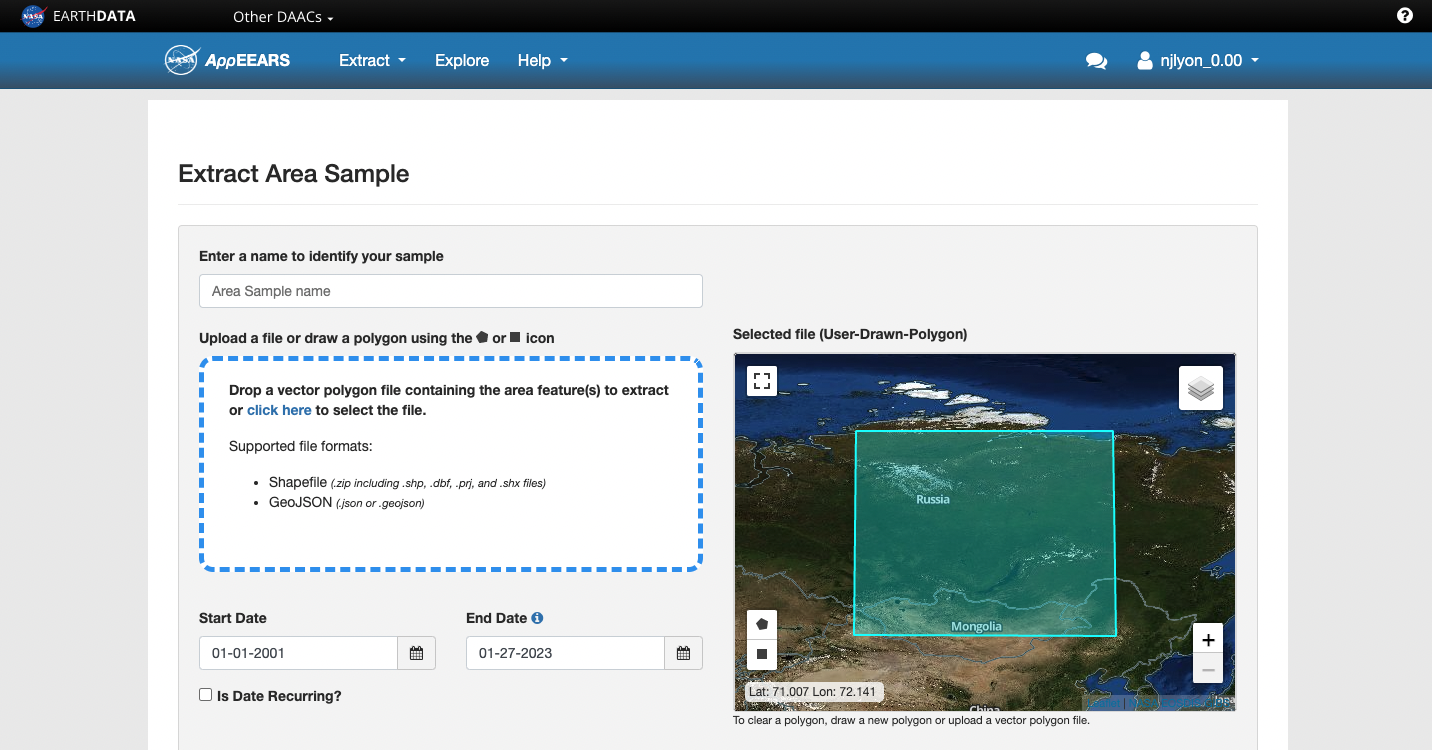 NASA EARTHDATA Other DAACs
NASA AppEEARS Extract Explore Help njlyon_0.00
Extract Area Sample
Enter a name to identify your sample
Area Sample name
Upload a file or draw a polygon using the or icon
Drop a vector polygon file containing the area feature(s) to extract
or click here to select the file.
Supported file formats:
Shapefile (.zip including .shp, .dbf, .prj, and .shx files)
GeoJSON (.json or .geojson)
Start Date End Date
01-01-2001 01-27-2023
Is Date Recurring?
Selected file (User-Drawn-Polygon)
Russia
Mongolia
+
−
Lat: 71.007 Lon: 72.141
China
To clear a polygon, draw a new polygon or upload a vector polygon file.